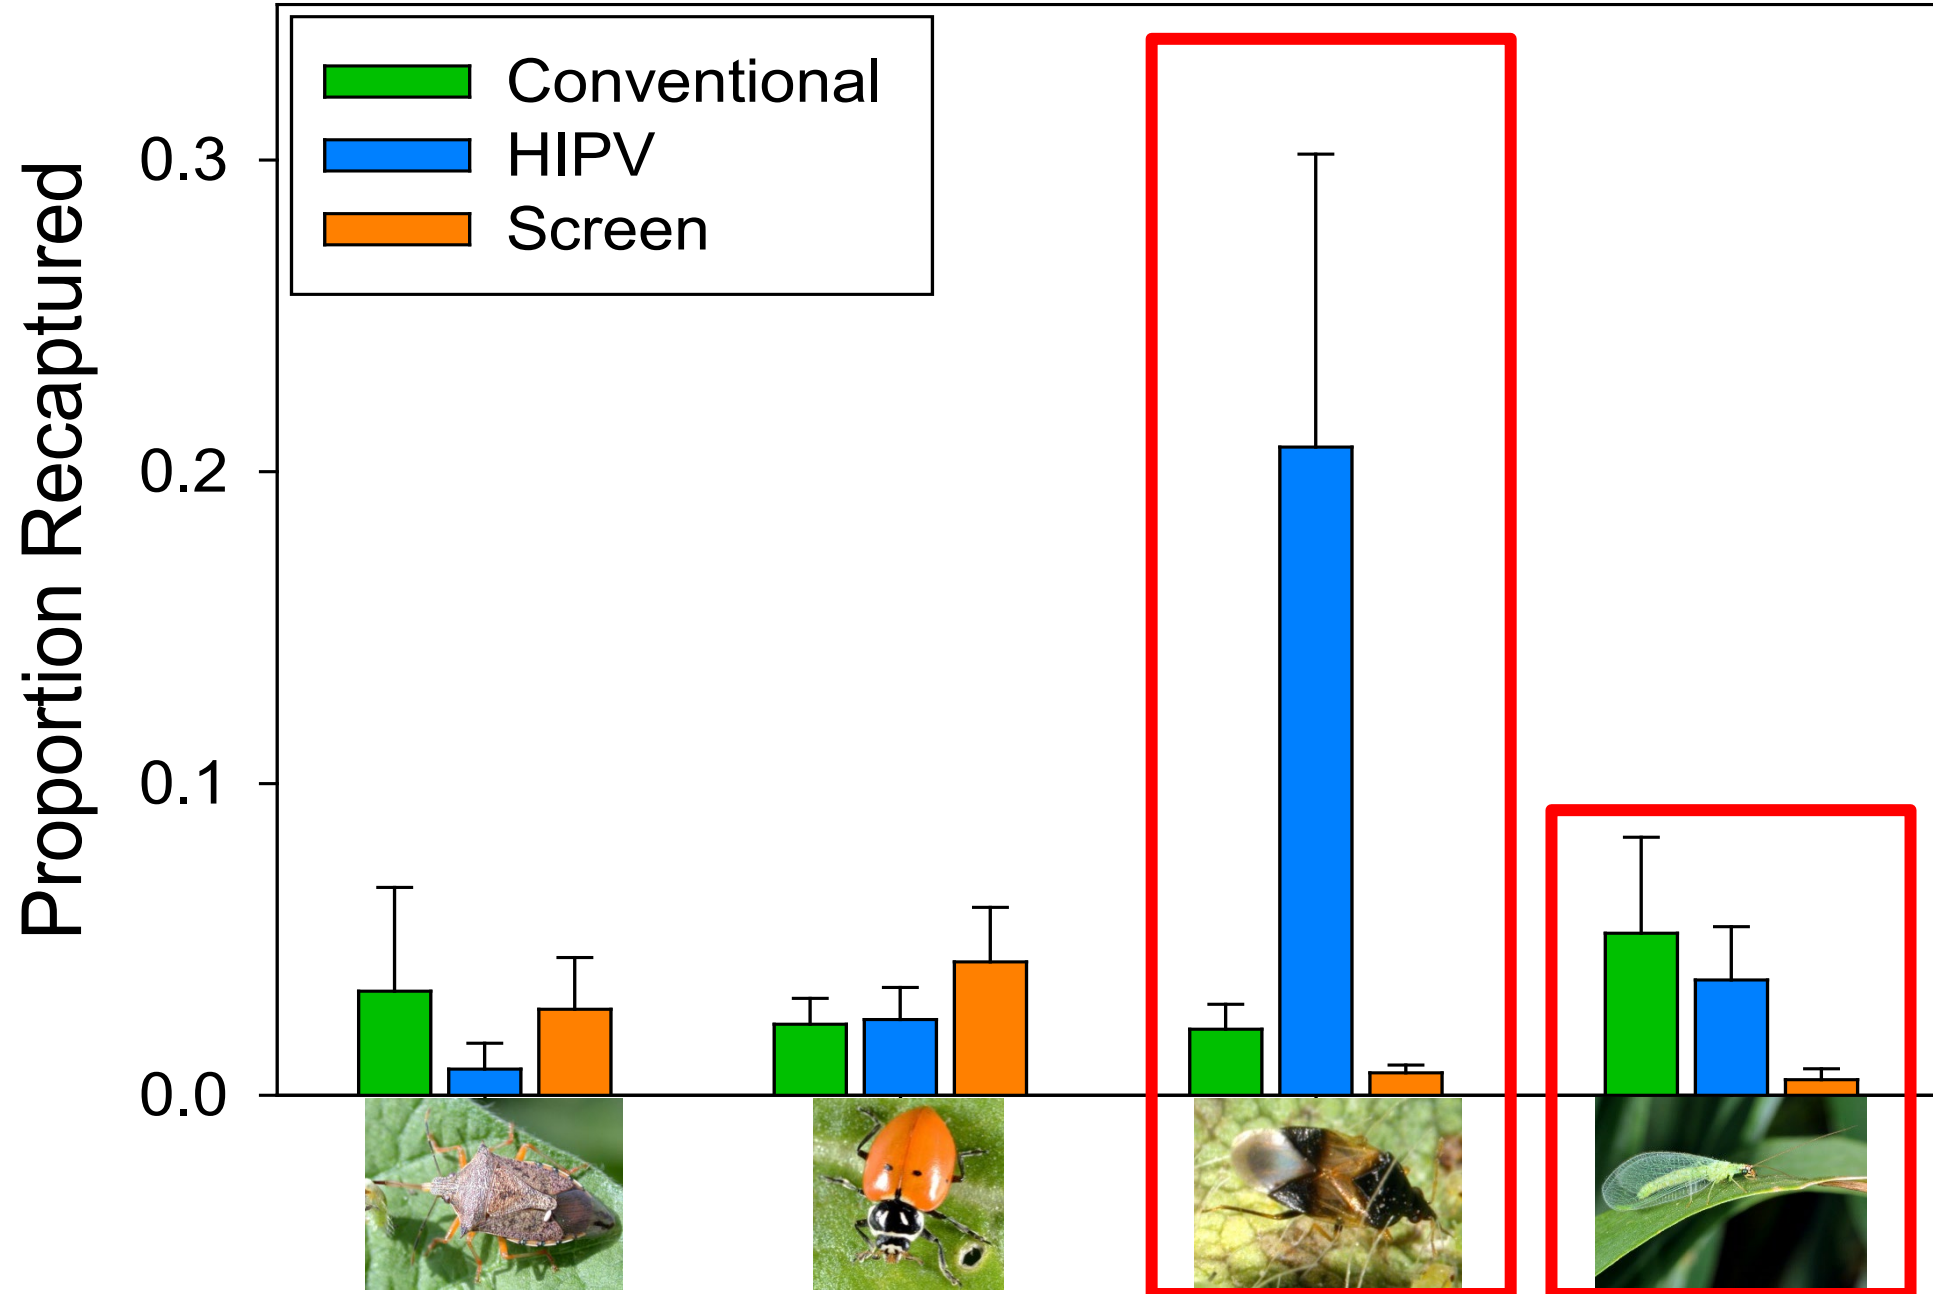 Conventional
HIPV
Screen
Proportion Recaptured
0.3
0.2
0.1
0.0